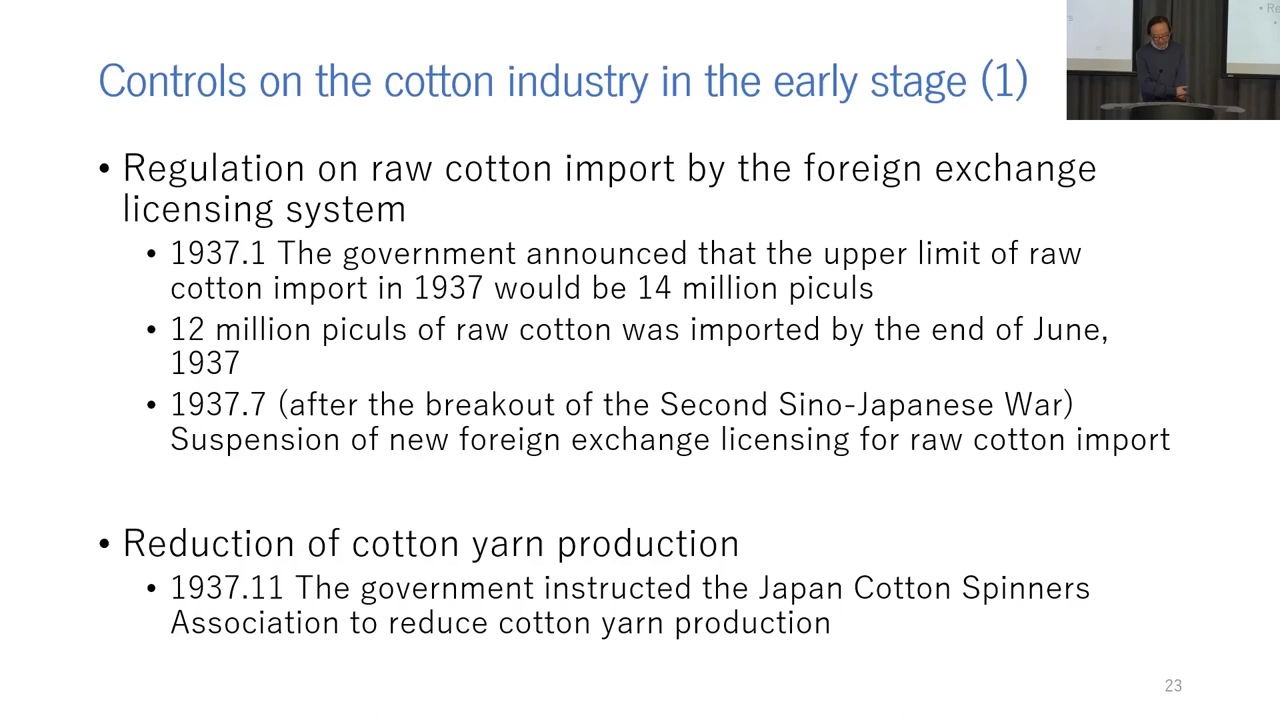 Controls on the cotton industry in the early stage (1)
• Regulation on raw cotton import by the foreign exchange
licensing system
• 1937.1 The government announced that the upper limit of raw
cotton import in 1937 would be 14 million piculs
• 12 million piculs of raw cotton was imported by the end of June,
1937
• 1937.7 (after the breakout of the Second Sino-Japanese War)
Suspension of new foreign exchange licensing for raw cotton import
• Reduction of cotton yarn production
• 1937.11 The government instructed the Japan Cotton Spinners
Association to reduce cotton yarn production
23